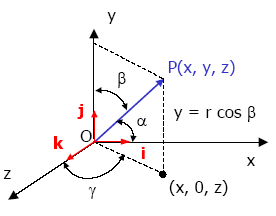 y
P(x, y, z)
β
j
y = r cos β
α
O
k
i
x
z
γ
(x, 0, z)